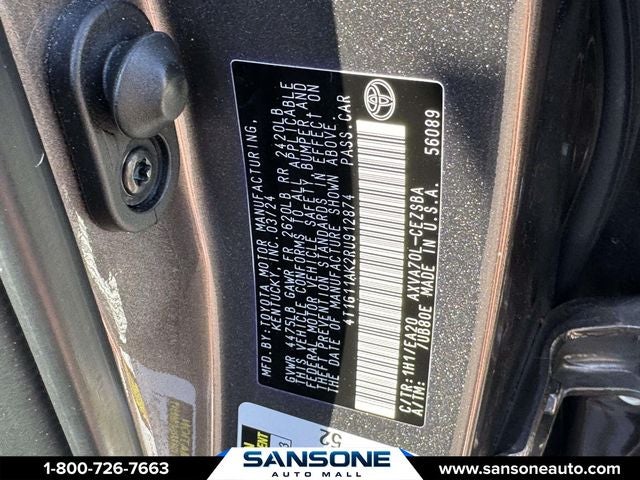 MFD.BY: TOYOTA MOTOR MANUFACTURING,
KENTUCKY, INC. 03/24
GVWR 4425LB GAWR FR 2620LB RR 2420LB
THIS VEHICLE CONFORMS TO ALL APPLICABLE
FEDERAL MOTOR VEHICLE SAFETY, BUMPER AND
THEFT PREVENTION STANDARDS IN EFFECT ON
THE DATE OF MANUFACTURE SHOWN ABOVE.
4T1G11AK2RU912874 PASS.CAR
C/TR:1H1/EA20 AXVA70L-CEZSBA
A/TM: /UB80E MADE IN U.S.A. 56089
52
1-800-726-7663
SANSONE
AUTO MALL
www.sansoneauto.com